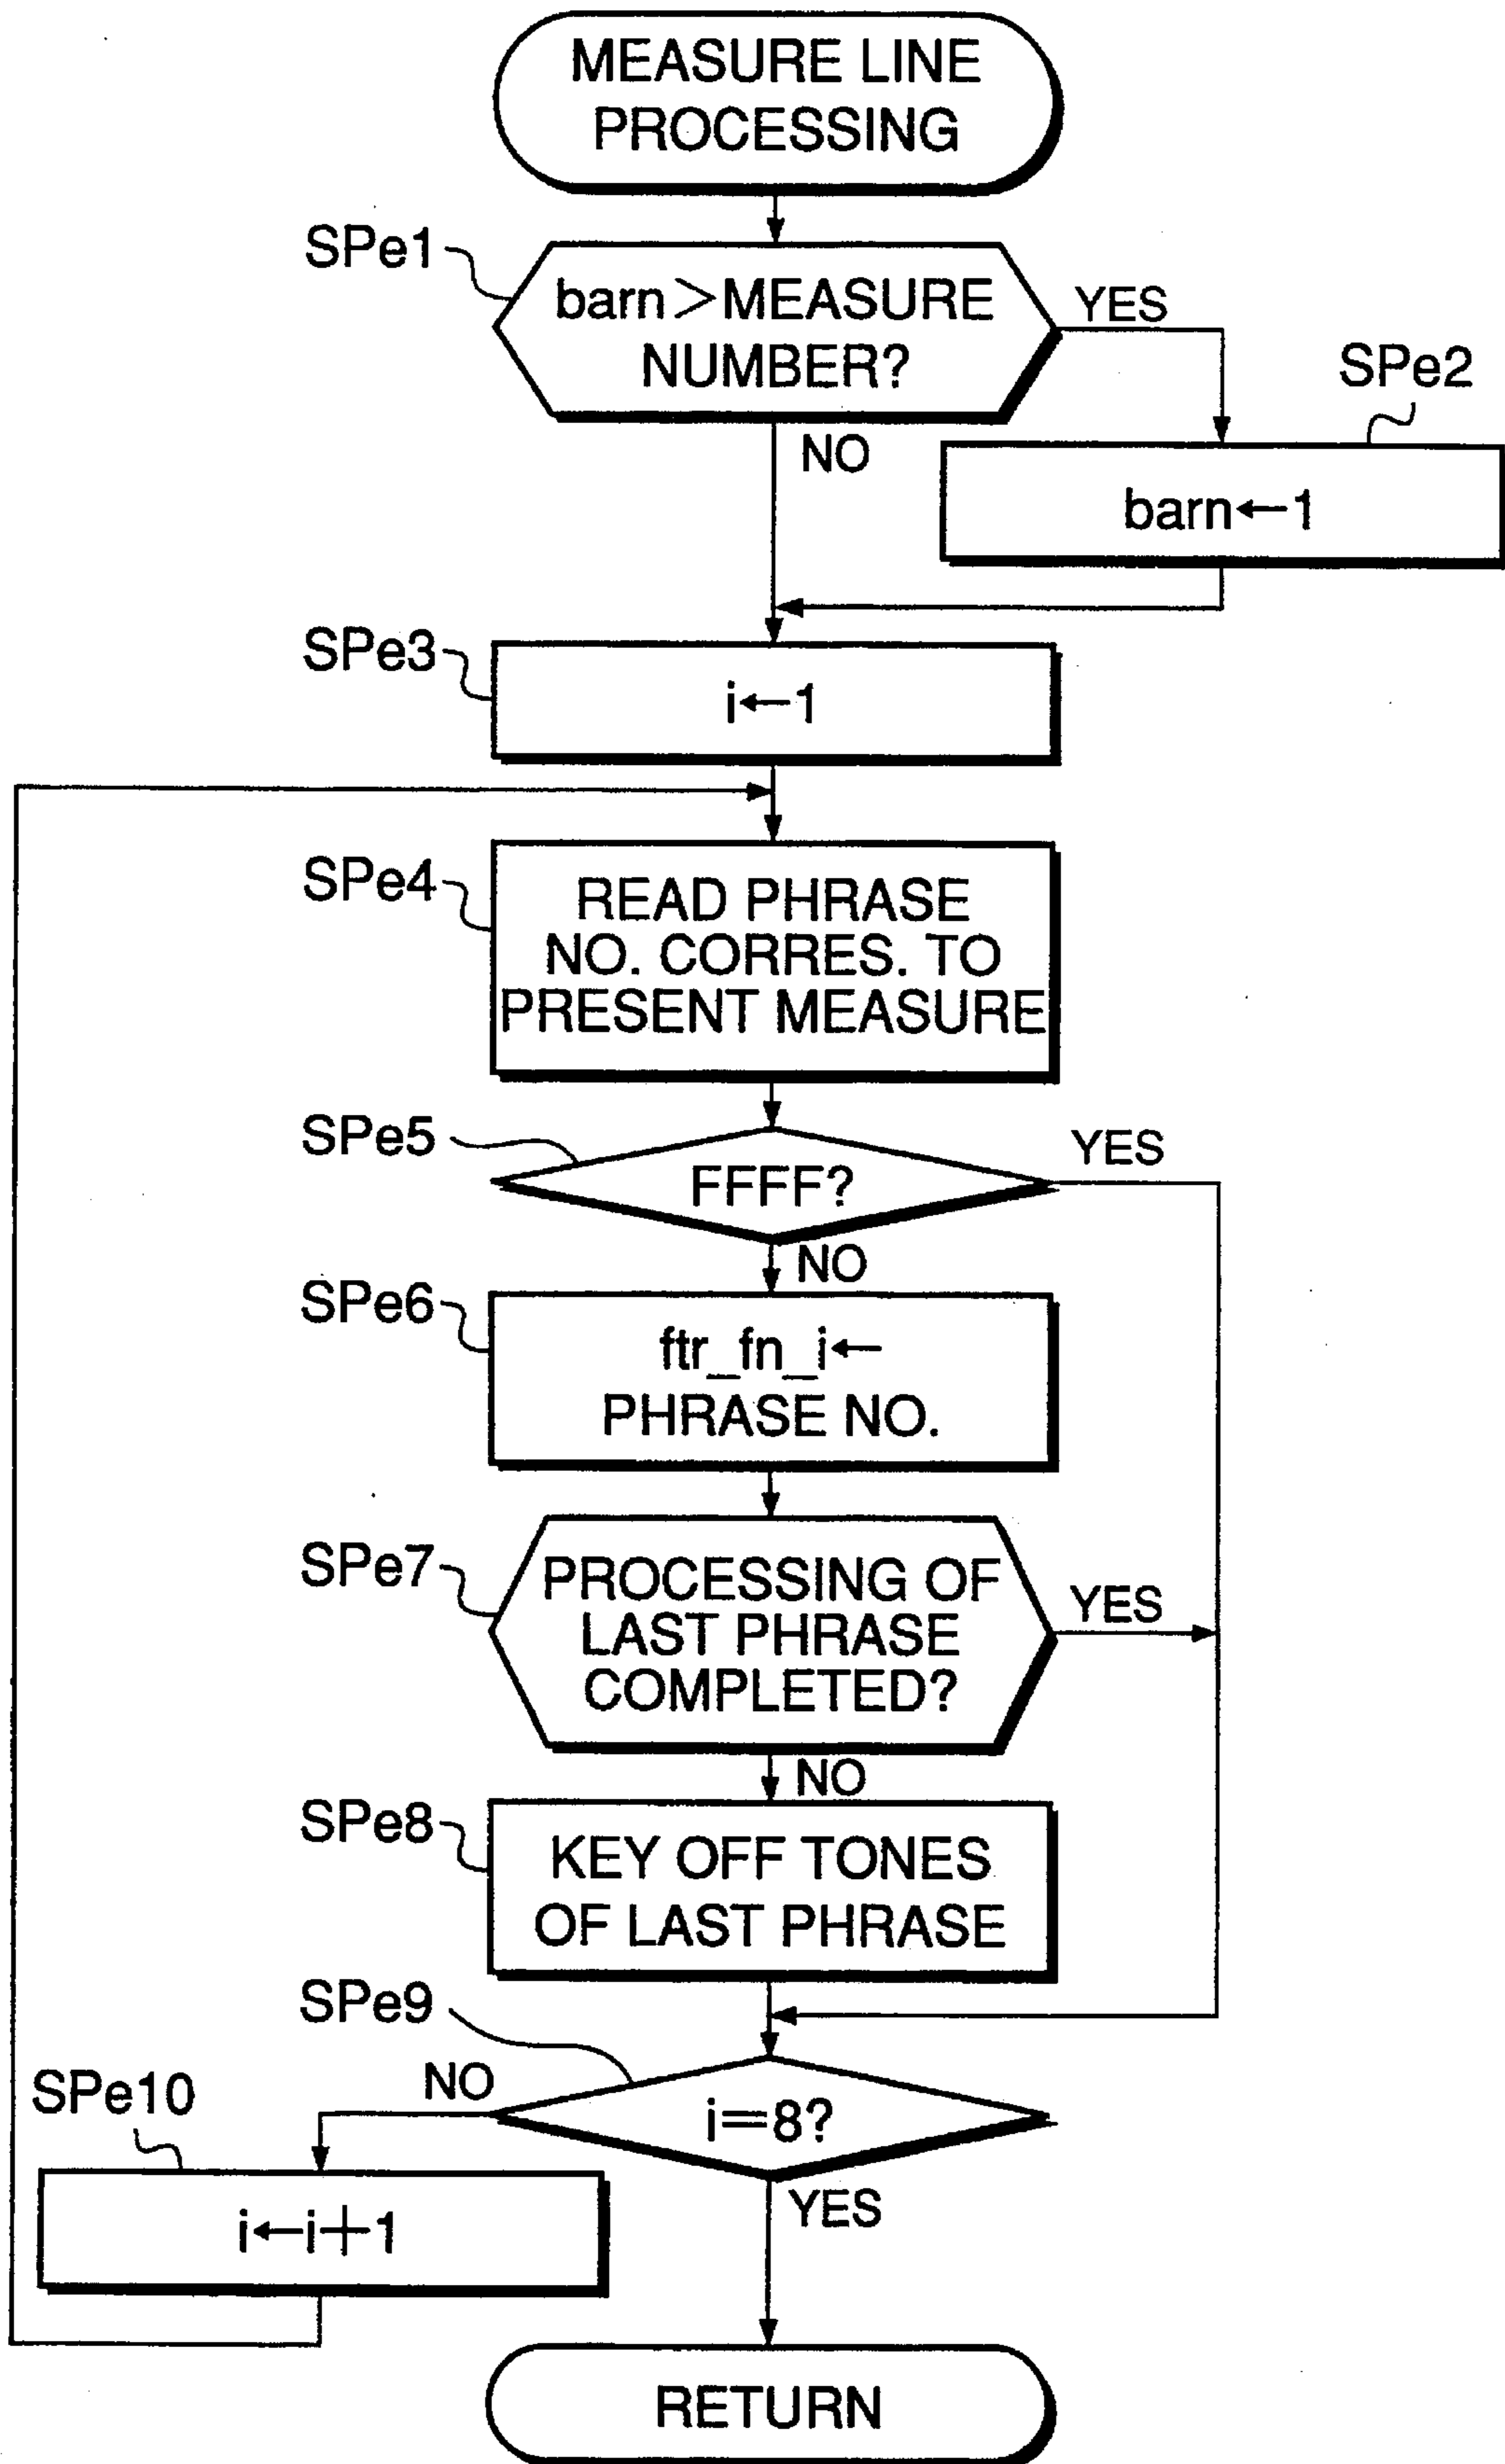 MEASURE LINE
PROCESSING
SPe1
barn>MEASURE
NUMBER?
YES
NO
SPe2
barn←1
SPe3
i←1
SPe4
READ PHRASE
NO. CORRES. TO
PRESENT MEASURE
SPe5
FFFF?
YES
NO
SPe6
ftr_fn_i←
PHRASE NO.
SPe7
PROCESSING OF
LAST PHRASE
COMPLETED?
YES
NO
SPe8
KEY OFF TONES
OF LAST PHRASE
SPe9
i=8?
NO
YES
SPe10
i←i+1
RETURN